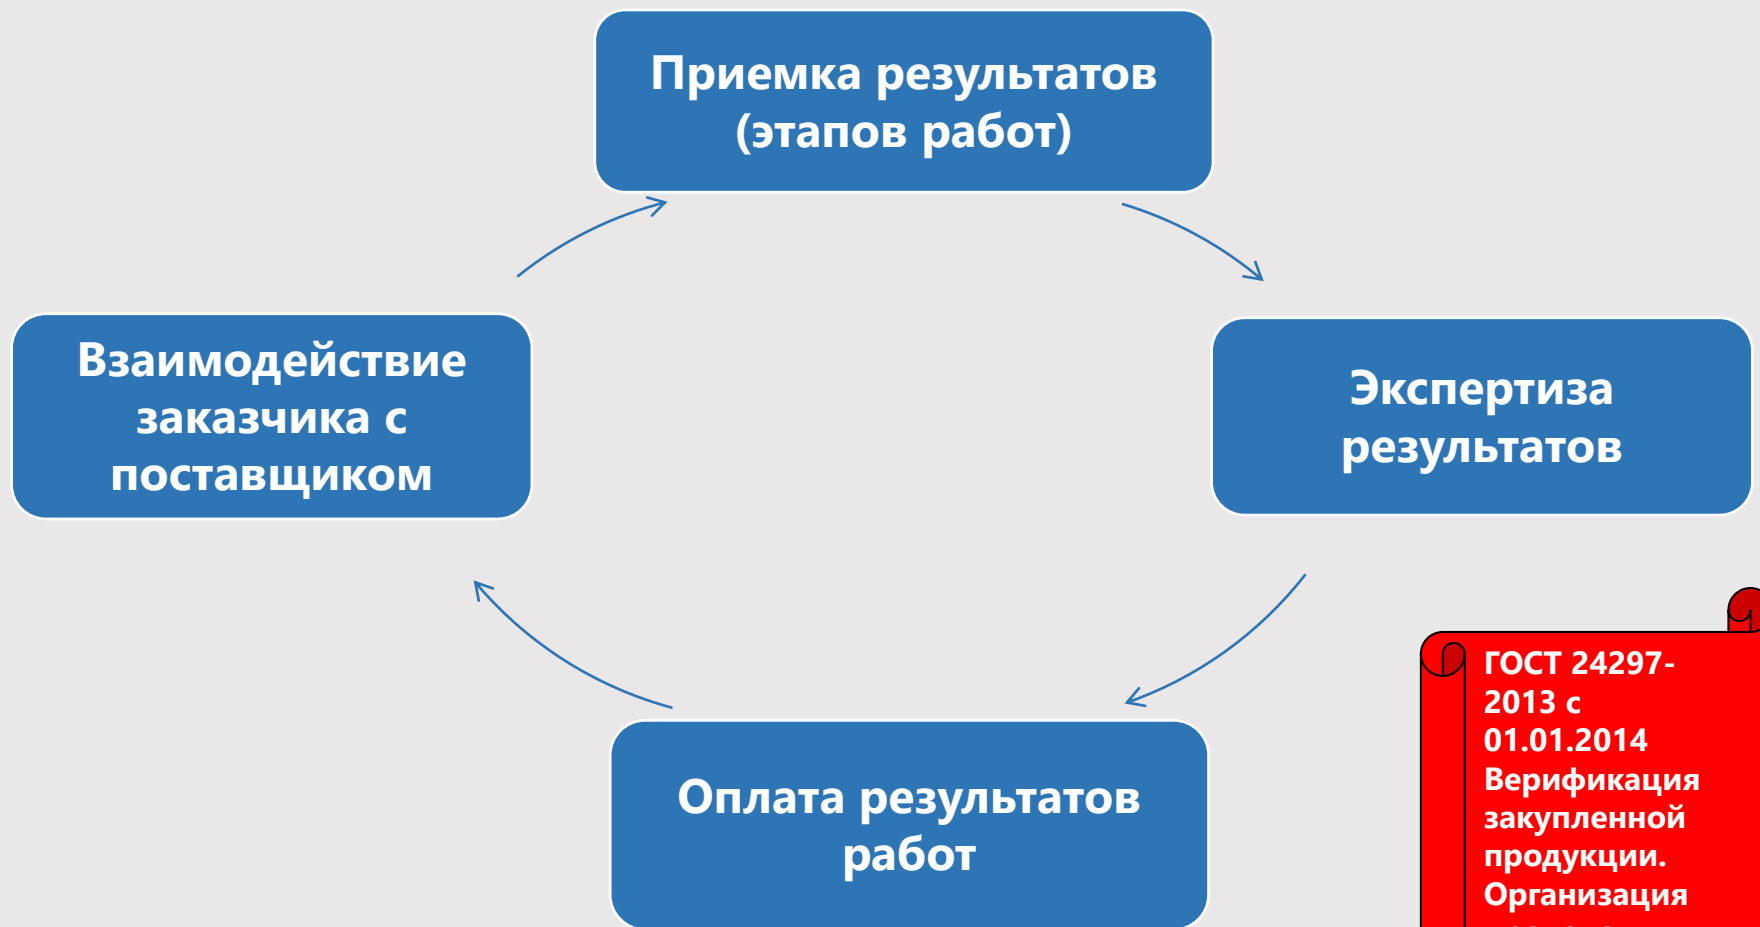 Приемка результатов
(этапов работ)
Взаимодействие
заказчика с
поставщиком
Экспертиза
результатов
Оплата результатов
работ
ГОСТ 24297-
2013 с
01.01.2014
Верификация
закупленной
продукции.
Организация